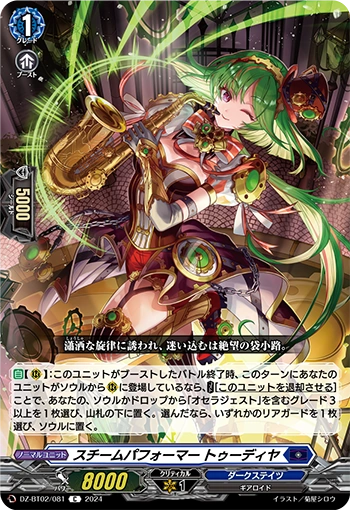 1
グレード
ブースト
5000
シールド
瀟洒な旋律に誘われ、迷い込むは絶望の袋小路。
しょうしゃ
自【R】:このユニットがブーストしたバトル終了時、このターンにあなたの
ユニットがソウルからRに登場しているなら、【このユニットを退却させる】
ことで、あなたのソウルかドロップから「オセラジェスト」を含むグレード3
以上を1枚選び、山札の下に置く。選んだなら、いずれかのリアガードを1枚
選び、ソウルに置く。
ノーマルユニット
スチームパフォーマー トゥーディヤ
パワー
8000
クリティカル
1
ダークステイツ
ギアロイド
DZ-BT02/081 C 2024
イラスト/菊屋シロウ